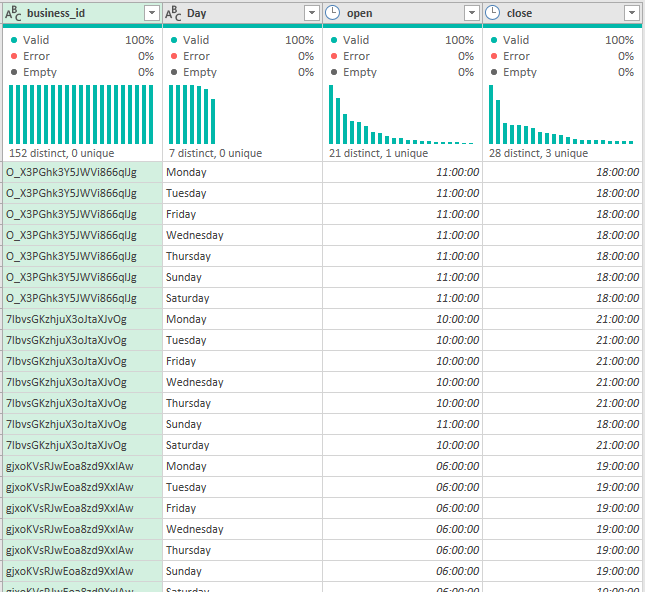 ABC business_id ABC Day open close
Valid 100% Valid 100% Valid 100% Valid 100%
Error 0% Error 0% Error 0% Error 0%
Empty 0% Empty 0% Empty 0% Empty 0%
152 distinct, 0 unique 7 distinct, 0 unique 21 distinct, 1 unique 28 distinct, 3 unique
O_X3PGhk3Y5JWVi866qlJg Monday 11:00:00 18:00:00
O_X3PGhk3Y5JWVi866qlJg Tuesday 11:00:00 18:00:00
O_X3PGhk3Y5JWVi866qlJg Friday 11:00:00 18:00:00
O_X3PGhk3Y5JWVi866qlJg Wednesday 11:00:00 18:00:00
O_X3PGhk3Y5JWVi866qlJg Thursday 11:00:00 18:00:00
O_X3PGhk3Y5JWVi866qlJg Sunday 11:00:00 18:00:00
O_X3PGhk3Y5JWVi866qlJg Saturday 11:00:00 18:00:00
7lbvsGKzhjuX3oJtaXJvOg Monday 10:00:00 21:00:00
7lbvsGKzhjuX3oJtaXJvOg Tuesday 10:00:00 21:00:00
7lbvsGKzhjuX3oJtaXJvOg Friday 10:00:00 21:00:00
7lbvsGKzhjuX3oJtaXJvOg Wednesday 10:00:00 21:00:00
7lbvsGKzhjuX3oJtaXJvOg Thursday 10:00:00 21:00:00
7lbvsGKzhjuX3oJtaXJvOg Sunday 11:00:00 18:00:00
7lbvsGKzhjuX3oJtaXJvOg Saturday 10:00:00 21:00:00
gjxoKVsRJwEoa8zd9XxlAw Monday 06:00:00 19:00:00
gjxoKVsRJwEoa8zd9XxlAw Tuesday 06:00:00 19:00:00
gjxoKVsRJwEoa8zd9XxlAw Friday 06:00:00 19:00:00
gjxoKVsRJwEoa8zd9XxlAw Wednesday 06:00:00 19:00:00
gjxoKVsRJwEoa8zd9XxlAw Thursday 06:00:00 19:00:00
gjxoKVsRJwEoa8zd9XxlAw Sunday 06:00:00 19:00:00
gjxoKVsRJwEoa8zd9XxlAw Saturday 06:00:00 19:00:00